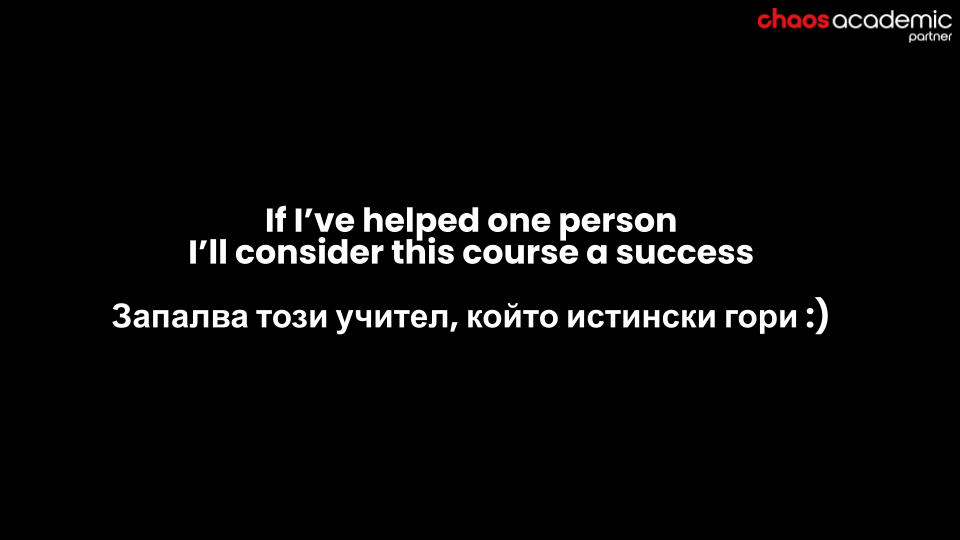 chaosacademic
partner
If I’ve helped one person
I’ll consider this course a success
Запалва този учител, който истински гори :)